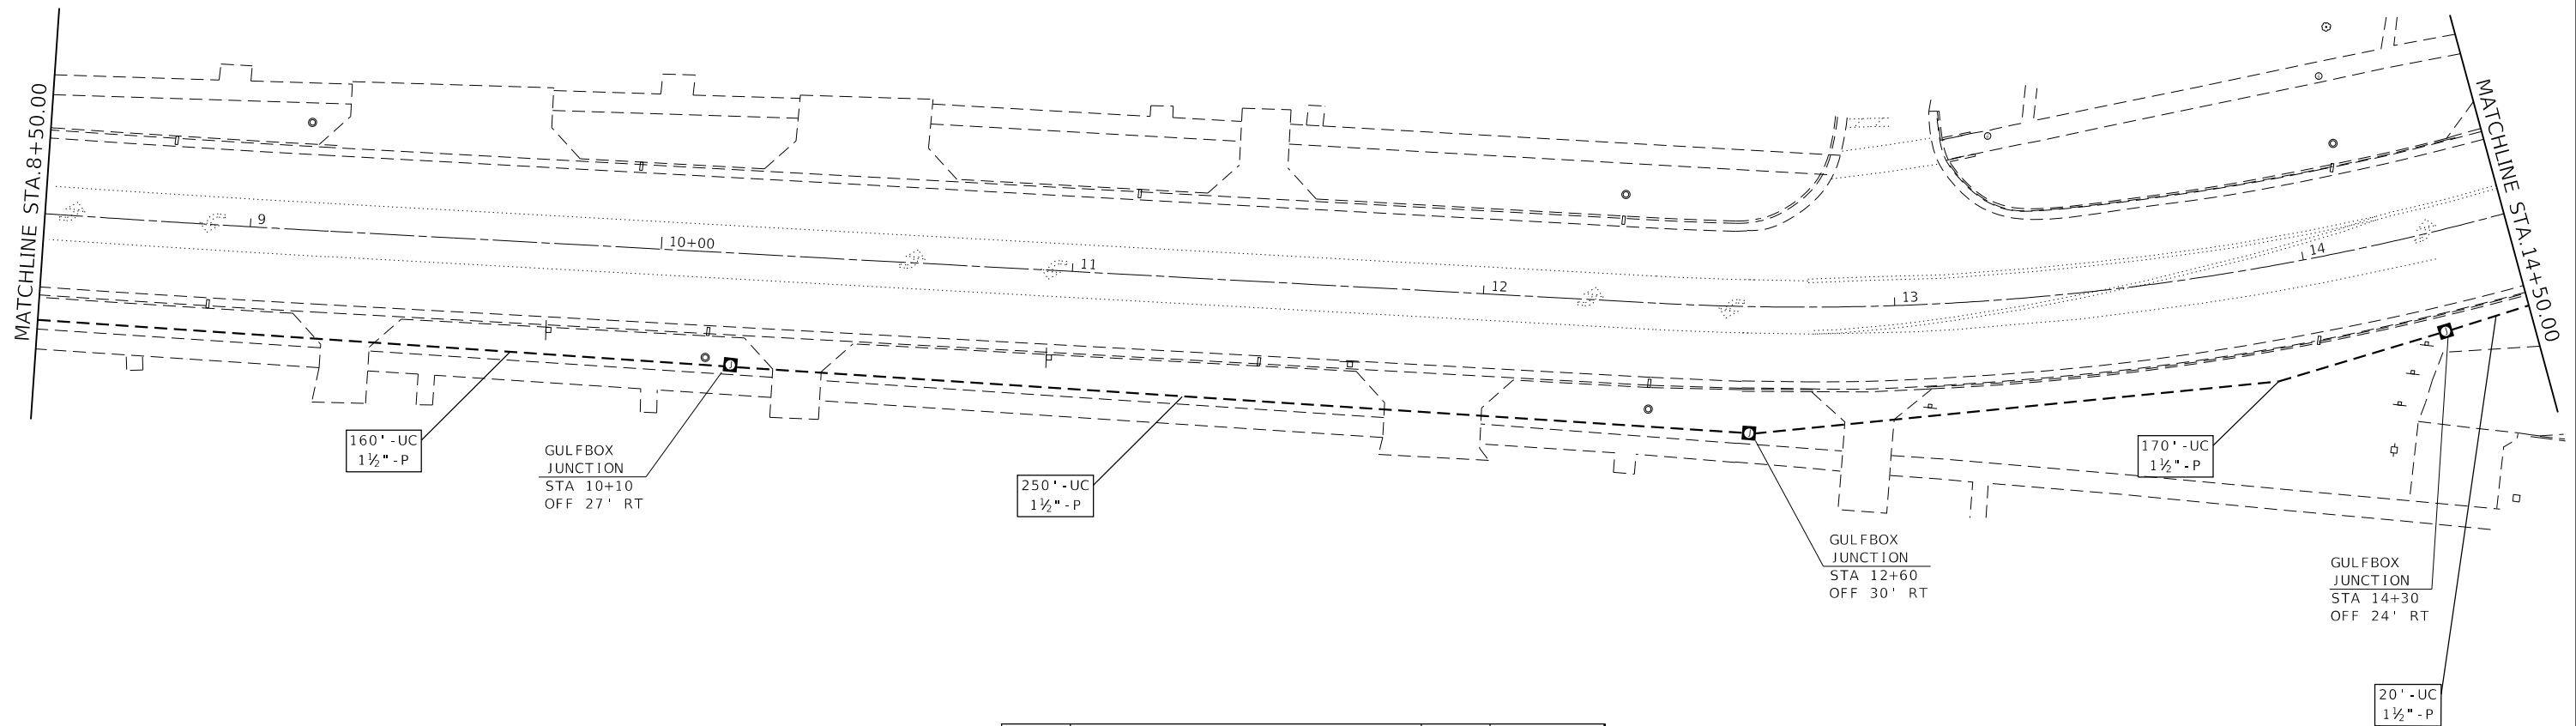 MATCHLINE STA.8+50.00
9
10+00
11
12
13
14
MATCHLINE STA.14+50.00
160'-UC
1½"-P
GULFBOX
JUNCTION
STA 10+10
OFF 27' RT
250'-UC
1½"-P
GULFBOX
JUNCTION
STA 12+60
OFF 30' RT
170'-UC
1½"-P
GULFBOX
JUNCTION
STA 14+30
OFF 24' RT
20'-UC
1½"-P